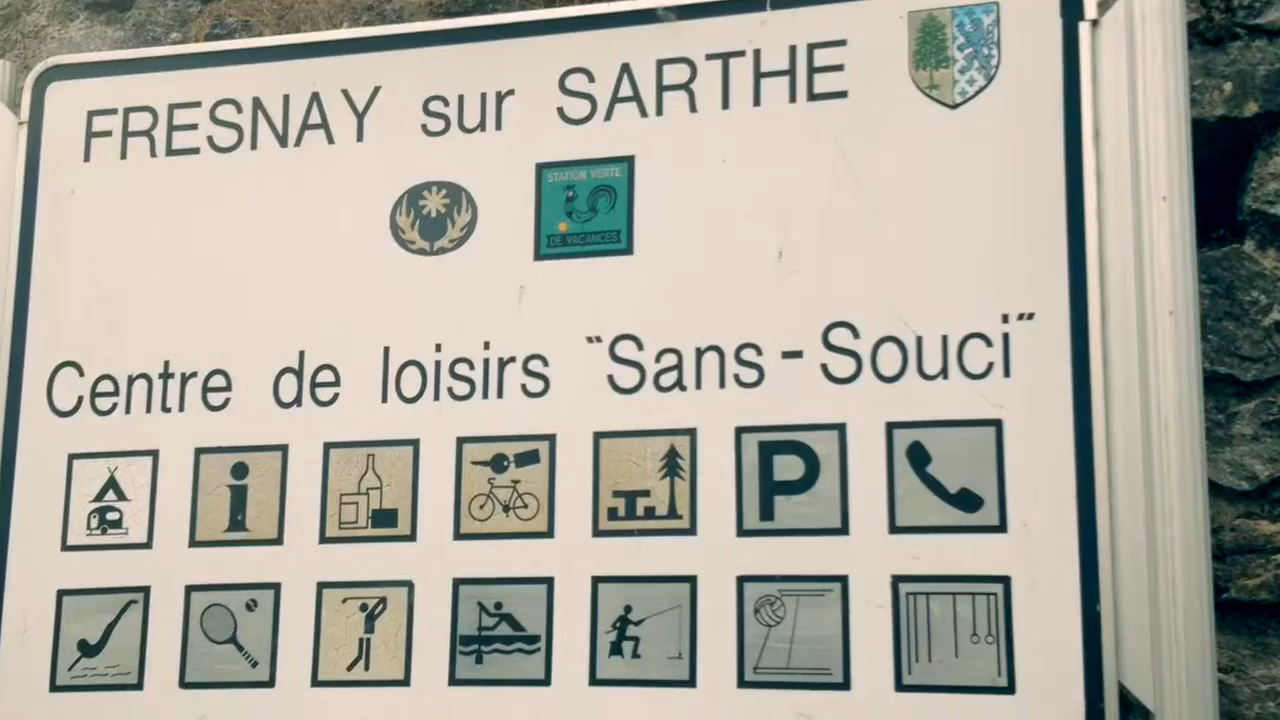 FRESNAY sur SARTHE
STATION VERTE
DE VACANCES
Centre de loisirs "Sans-Souci"
i
P